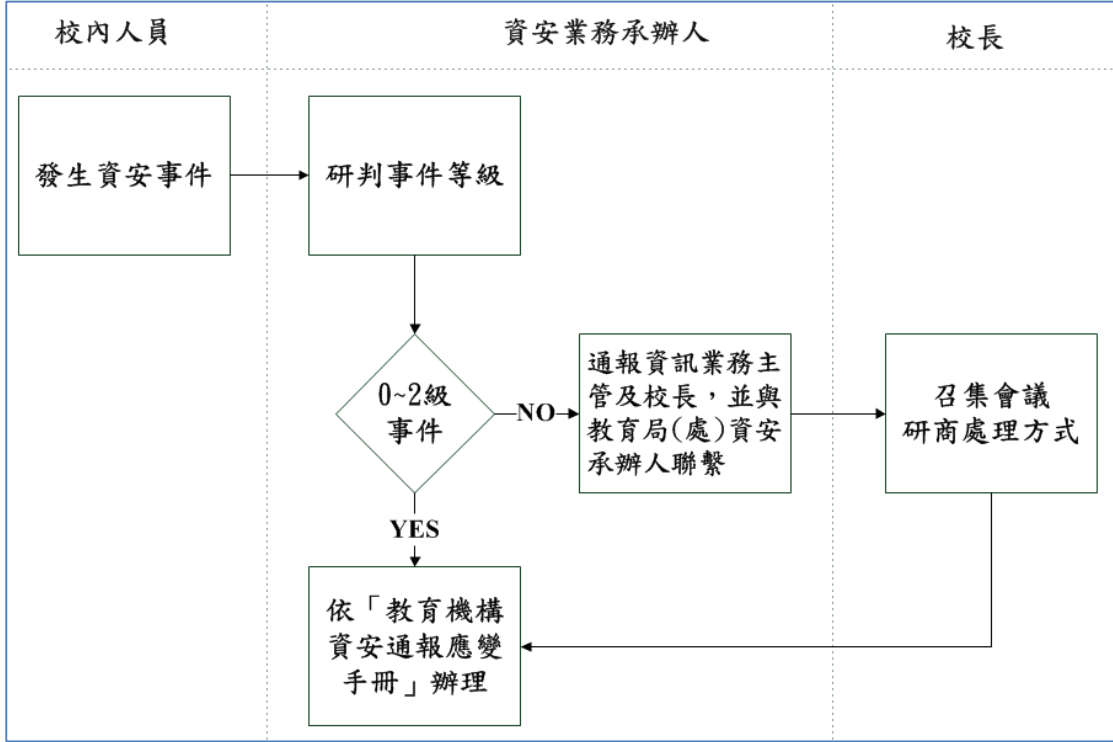 校內人員
資安業務承辦人
校長
發生資安事件
研判事件等級
0~2級
事件
NO
通報資訊業務主
管及校長，並與
教育局(處)資安
承辦人聯繫
召集會議
研商處理方式
YES
依「教育機構
資安通報應變
手冊」辦理